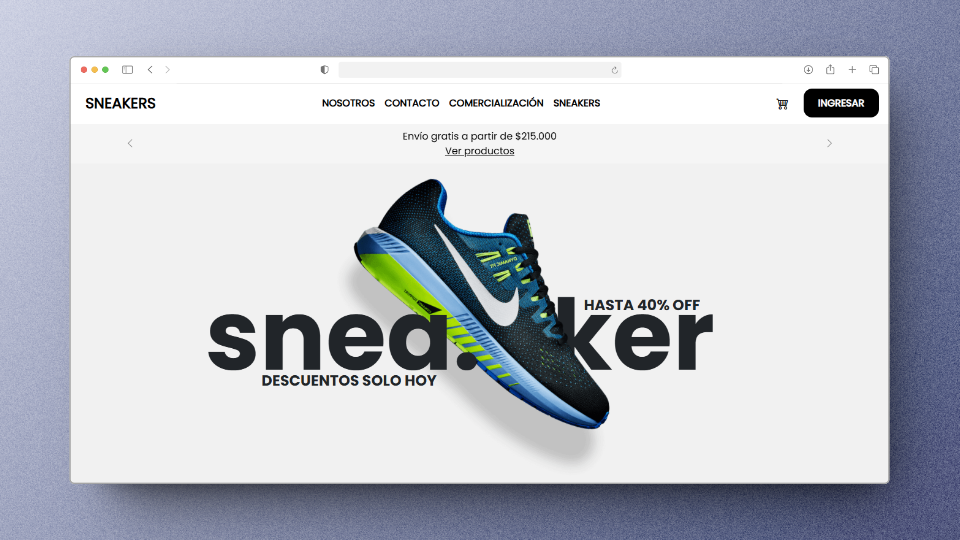 SNEAKERS
NOSOTROS CONTACTO COMERCIALIZACIÓN SNEAKERS
INGRESAR
Envío gratis a partir de $215.000
Ver productos
HASTA 40% OFF
snea. ker
DESCUENTOS SOLO HOY